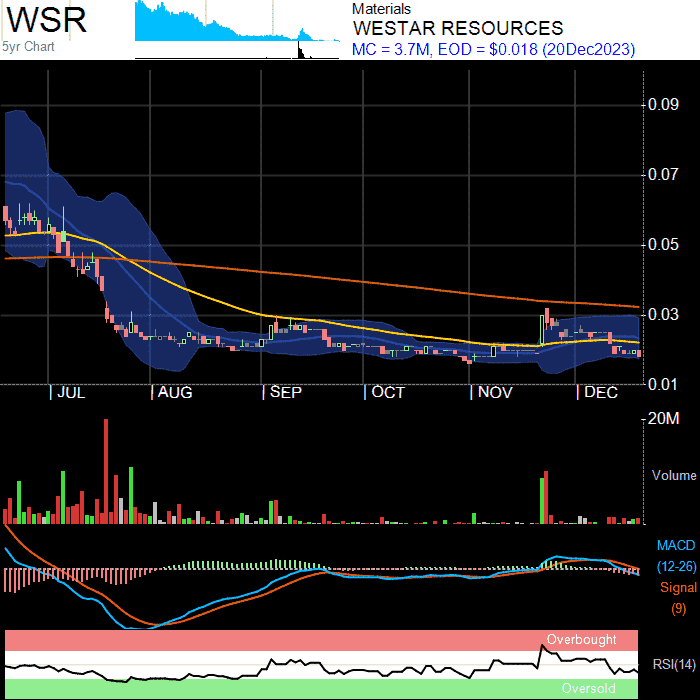 WSR
5yr Chart
Materials
WESTAR RESOURCES
MC = 3.7M, EOD = $0.018 (20Dec2023)
0.09
0.07
0.05
0.03
0.01
| JUL | AUG | SEP | OCT | NOV | DEC
20M
Volume
MACD
(12-26)
Signal
(9)
Overbought
RSI(14)
Oversold